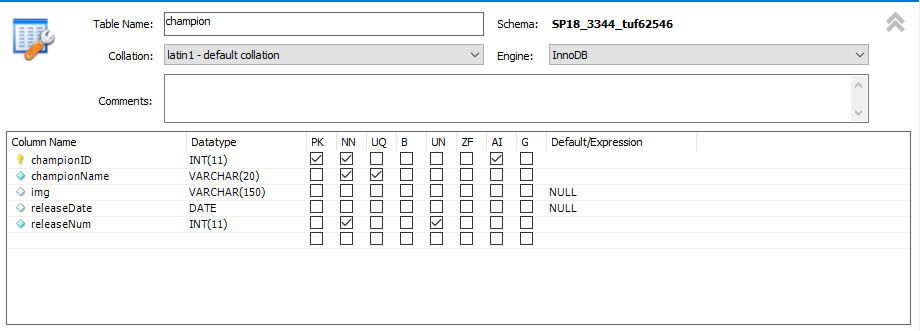 Table Name: champion Schema: SP18_3344_tuf62546
Collation: latin1 - default collation Engine: InnoDB
Comments:
Column Name Datatype PK NN UQ B UN ZF AI G Default/Expression
championID INT(11)
championName VARCHAR(20)
img VARCHAR(150) NULL
releaseDate DATE NULL
releaseNum INT(11)